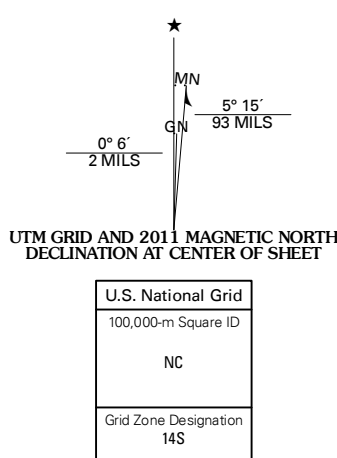 ★
MN
5° 15´
93 MILS
GN
0° 6´
2 MILS
UTM GRID AND 2011 MAGNETIC NORTH
DECLINATION AT CENTER OF SHEET
U.S. National Grid
100,000-m Square ID
NC
Grid Zone Designation
14S